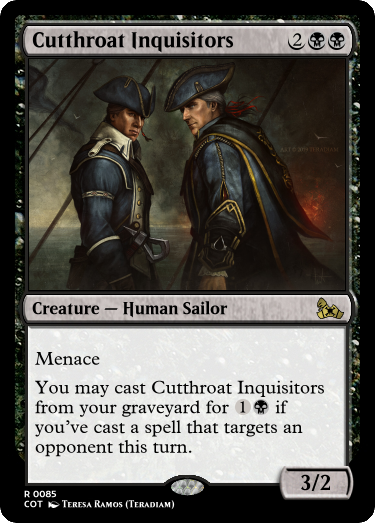 Cutthroat Inquisitors 2
Creature — Human Sailor
Menace
You may cast Cutthroat Inquisitors
from your graveyard for 1 if
you've cast a spell that targets an
opponent this turn.
3/2
R 0085
COT Teresa Ramos (Teradiam)